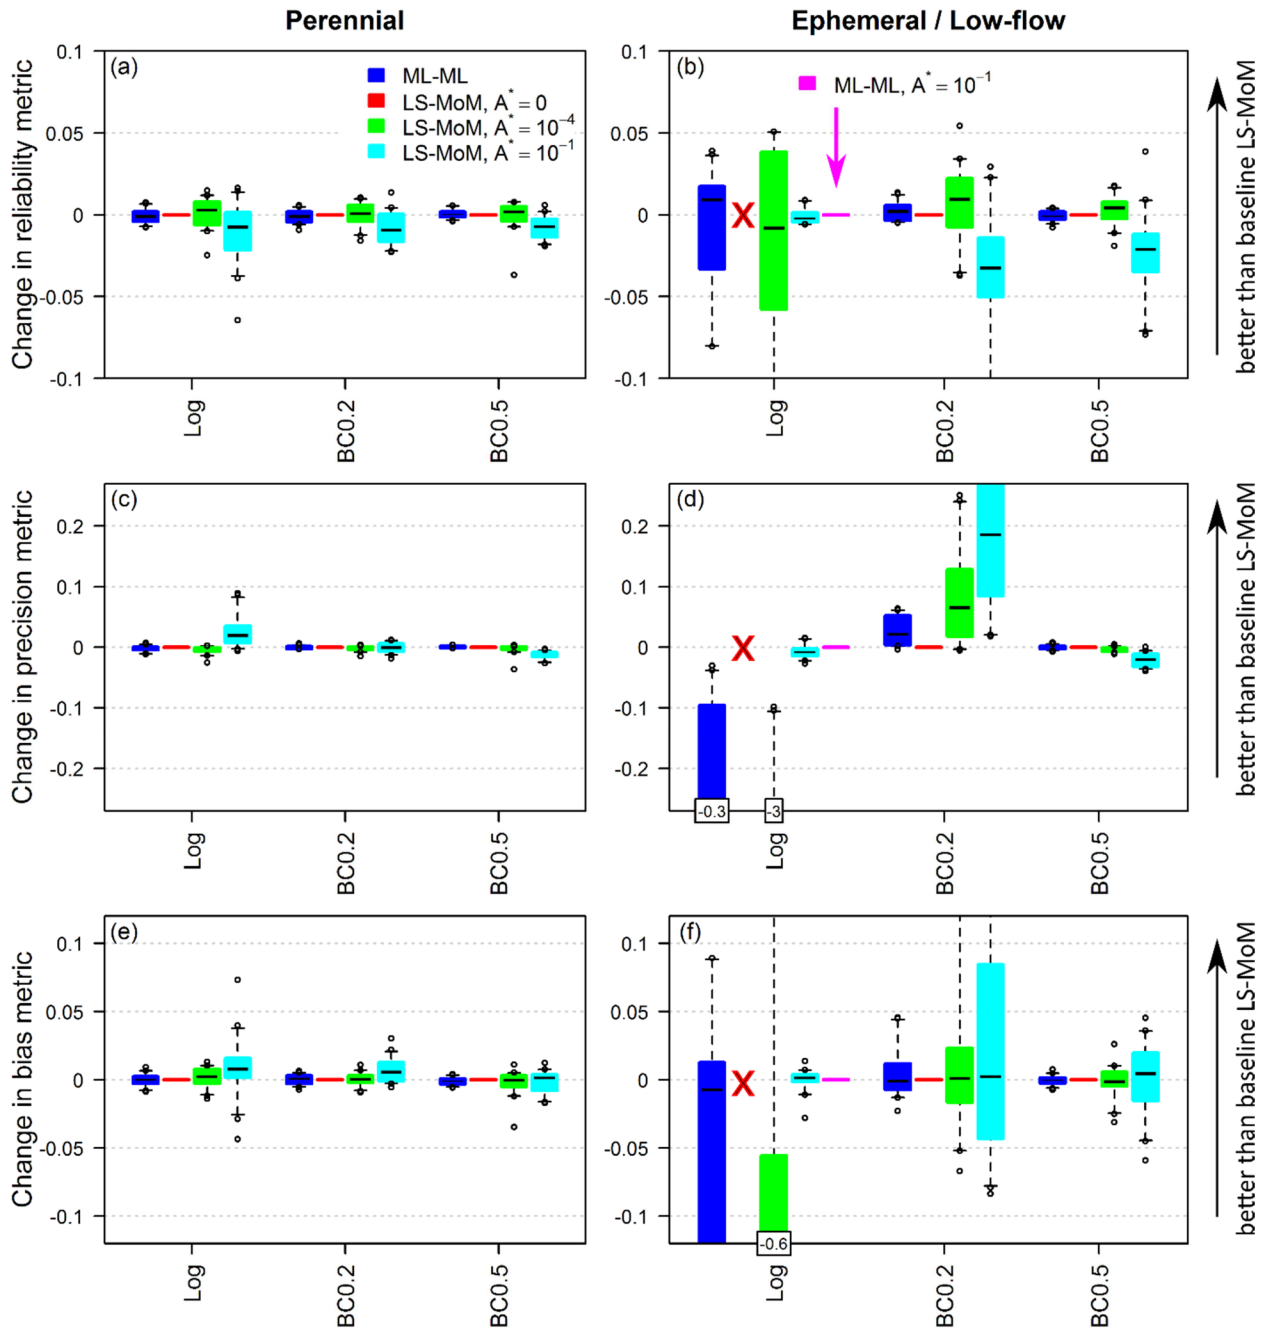 Perennial
Ephemeral / Low-flow
Change in reliability metric
(a)
0.1
0.05
0
-0.05
-0.1
ML-ML
LS-MoM, A* = 0
LS-MoM, A* = 10⁻⁴
LS-MoM, A* = 10⁻¹
Log
BC0.2
BC0.5
(b)
0.1
0.05
0
-0.05
-0.1
ML-ML, A* = 10⁻¹
X
Log
BC0.2
BC0.5
better than baseline LS-MoM
Change in precision metric
(c)
0.2
0.1
0
-0.1
-0.2
Log
BC0.2
BC0.5
(d)
0.2
0.1
0
-0.1
-0.2
X
-0.3
-3
Log
BC0.2
BC0.5
better than baseline LS-MoM
Change in bias metric
(e)
0.1
0.05
0
-0.05
-0.1
Log
BC0.2
BC0.5
(f)
0.1
0.05
0
-0.05
-0.1
X
-0.6
Log
BC0.2
BC0.5
better than baseline LS-MoM